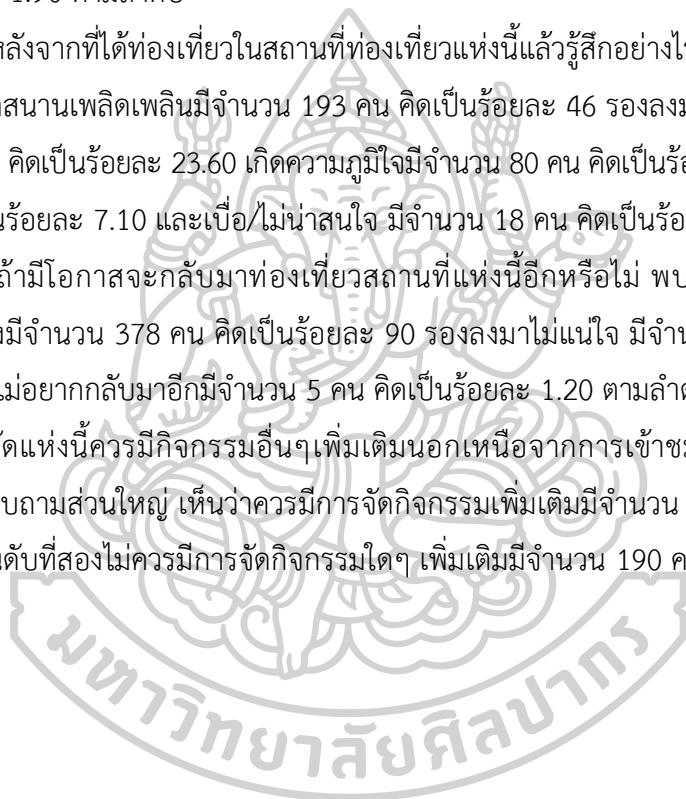 1.90 ตามลำดับ
หลังจากที่ได้ท่องเที่ยวในสถานที่ท่องเที่ยวแห่งนี้แล้วรู้สึกอย่างไร
สนานเพลิดเพลินมีจำนวน 193 คน คิดเป็นร้อยละ 46 รองลงม
คิดเป็นร้อยละ 23.60 เกิดความภูมิใจมีจำนวน 80 คน คิดเป็นร้อ
นร้อยละ 7.10 และเบื่อ/ไม่น่าสนใจ มีจำนวน 18 คน คิดเป็นร้อ
ถ้ามีโอกาสจะกลับมาท่องเที่ยวสถานที่แห่งนี้อีกหรือไม่ พบ
มีจำนวน 378 คน คิดเป็นร้อยละ 90 รองลงมาไม่แน่ใจ มีจำน
ไม่อยากกลับมาอีกมีจำนวน 5 คน คิดเป็นร้อยละ 1.20 ตามลำด
วัดแห่งนี้ควรมีกิจกรรมอื่นๆเพิ่มเติมนอกเหนือจากการเข้าชม
บถามส่วนใหญ่ เห็นว่าควรมีการจัดกิจกรรมเพิ่มเติมมีจำนวน
นดับที่สองไม่ควรมีการจัดกิจกรรมใดๆ เพิ่มเติมมีจำนวน 190 ค
มหาวิทยาลัยศิลปากร